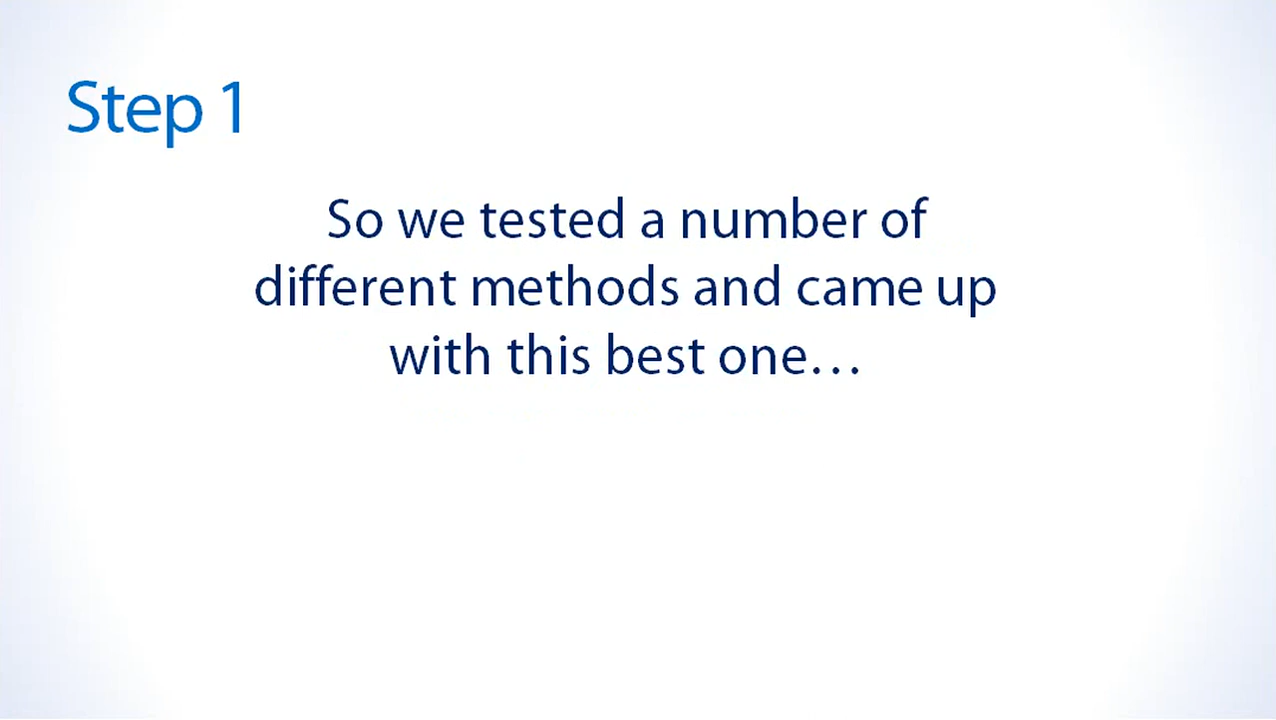 Step 1
So we tested a number of
different methods and came up
with this best one…